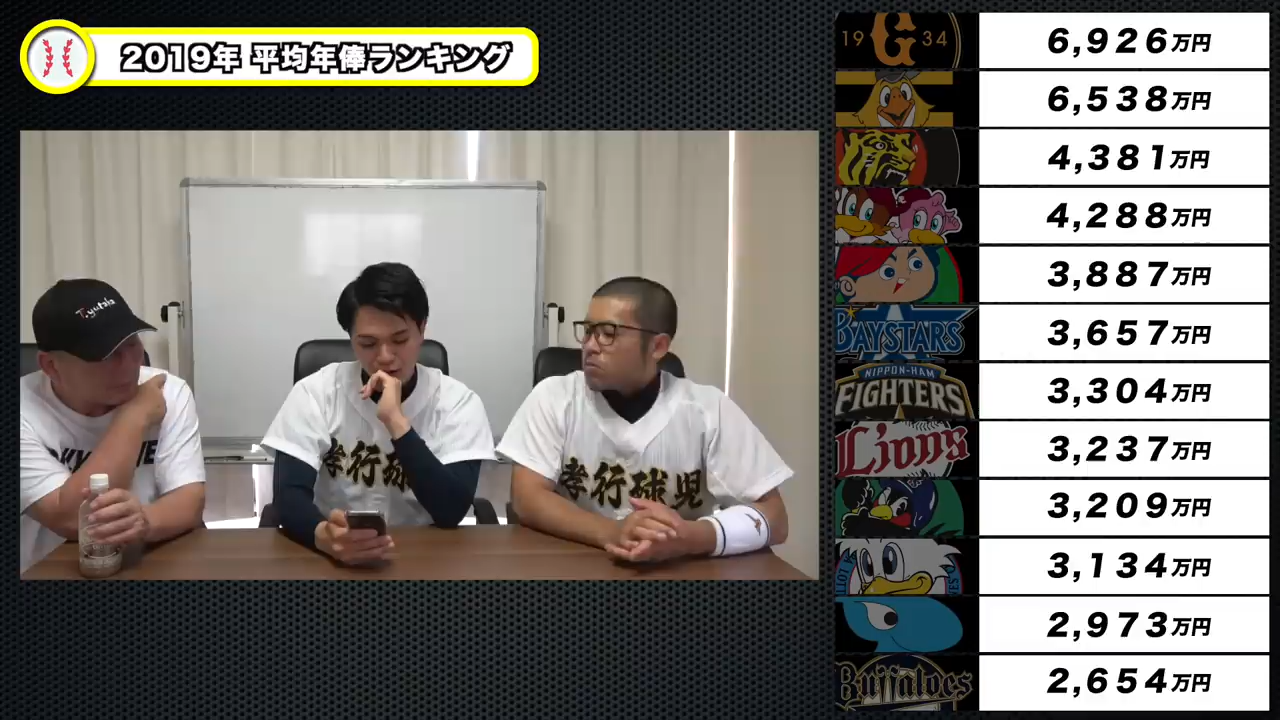 2019年 平均年俸ランキング
19 G 34
6,926万円
6,538万円
4,381万円
4,288万円
3,887万円
BAYSTARS
3,657万円
NIPPON-HAM
FIGHTERS
3,304万円
Lions
3,237万円
3,209万円
3,134万円
2,973万円
Buffaloes
2,654万円
孝行球
孝行球児